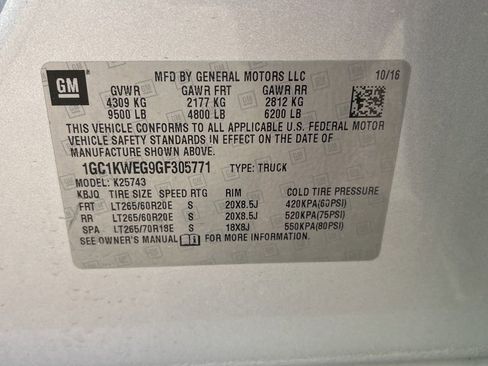 GM
MFD BY GENERAL MOTORS LLC 10/16
GVWR GAWR FRT GAWR RR
4309 KG 2177 KG 2812 KG
9500 LB 4800 LB 6200 LB
THIS VEHICLE CONFORMS TO ALL APPLICABLE U.S. FEDERAL MOTOR
VEHICLE SAFETY STANDARDS IN EFFECT ON THE DATE OF
MANUFACTURE SHOWN ABOVE.
1GC1KWEG9GF305771 TYPE: TRUCK
MODEL: K25743
KBJQ TIRE SIZE SPEED RTG RIM COLD TIRE PRESSURE
FRT LT265/60R20E S 20X8.5J 420KPA(60PSI)
RR LT265/60R20E S 20X8.5J 520KPA(75PSI)
SPA LT265/70R18E S 18X8J 550KPA(80PSI)
SEE OWNER'S MANUAL FOR MORE INFORMATION.